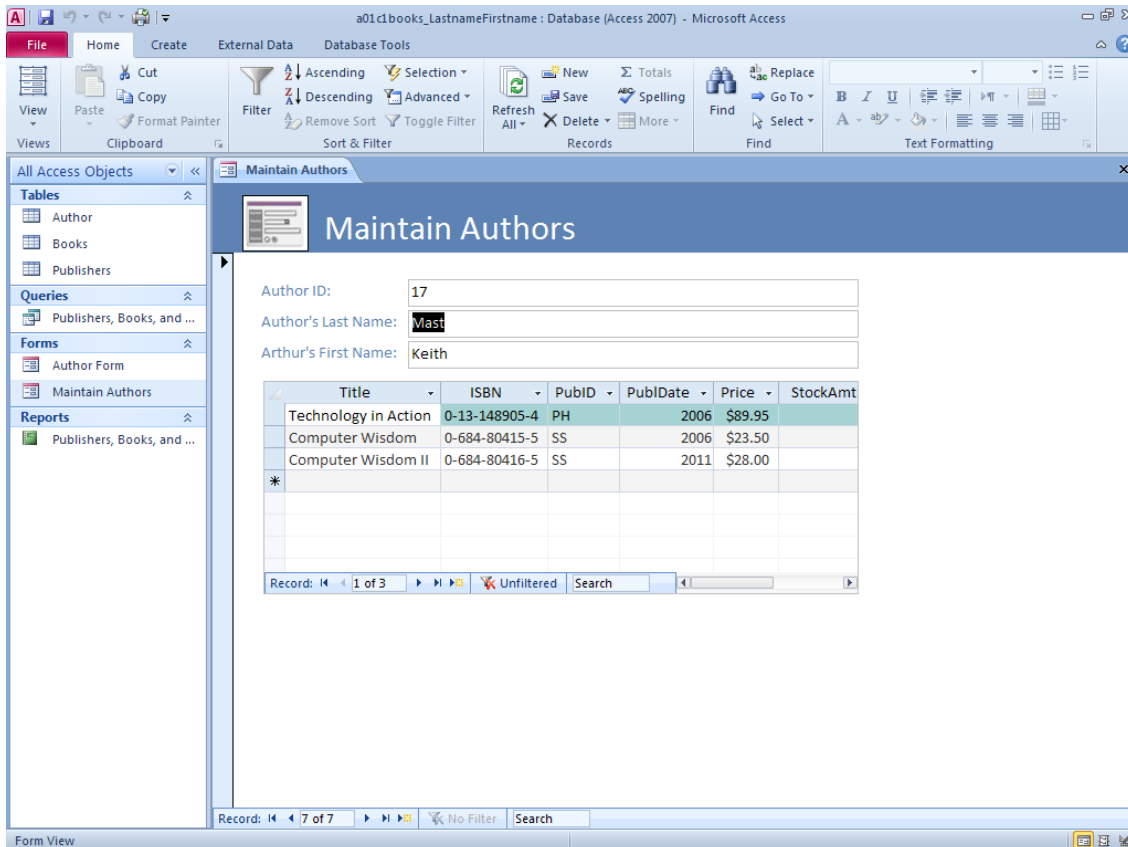 a01c1books_LastnameFirstname : Database (Access 2007) - Microsoft Access
File Home Create External Data Database Tools
View
Views
Paste
Cut
Copy
Format Painter
Clipboard
Filter
Ascending
Descending
Remove Sort
Selection
Advanced
Toggle Filter
Sort & Filter
Refresh
All
New
Save
Delete
Totals
Spelling
More
Records
Find
Replace
Go To
Select
Find
B I U
A
Text Formatting
All Access Objects
Tables
Author
Books
Publishers
Queries
Publishers, Books, and ...
Forms
Author Form
Maintain Authors
Reports
Publishers, Books, and ...
Maintain Authors
Maintain Authors
Author ID: 17
Author's Last Name: Mast
Arthur's First Name: Keith
Title ISBN PubID PublDate Price StockAmt
Technology in Action 0-13-148905-4 PH 2006 $89.95
Computer Wisdom 0-684-80415-5 SS 2006 $23.50
Computer Wisdom II 0-684-80416-5 SS 2011 $28.00
Record: 1 of 3 Unfiltered Search
Record: 7 of 7 No Filter Search
Form View